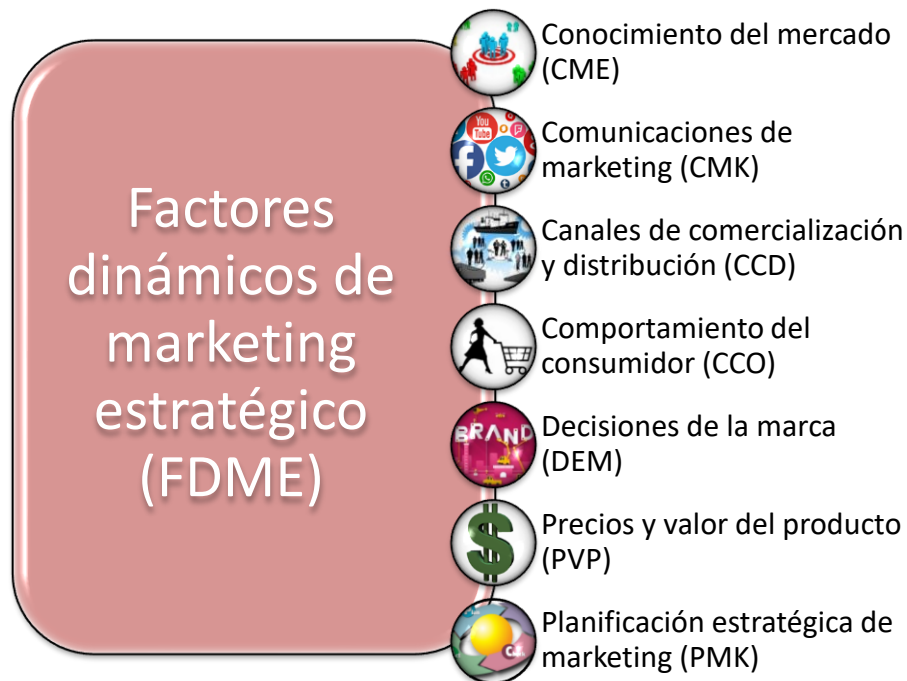 Factores
dinámicos de
marketing
estratégico
(FDME)
Conocimiento del mercado
(CME)
You
Tube
Comunicaciones de
marketing (CMK)
Canales de comercialización
y distribución (CCD)
Comportamiento del
consumidor (CCO)
BRAND
Decisiones de la marca
(DEM)
$
Precios y valor del producto
(PVP)
Planificación estratégica de
marketing (PMK)